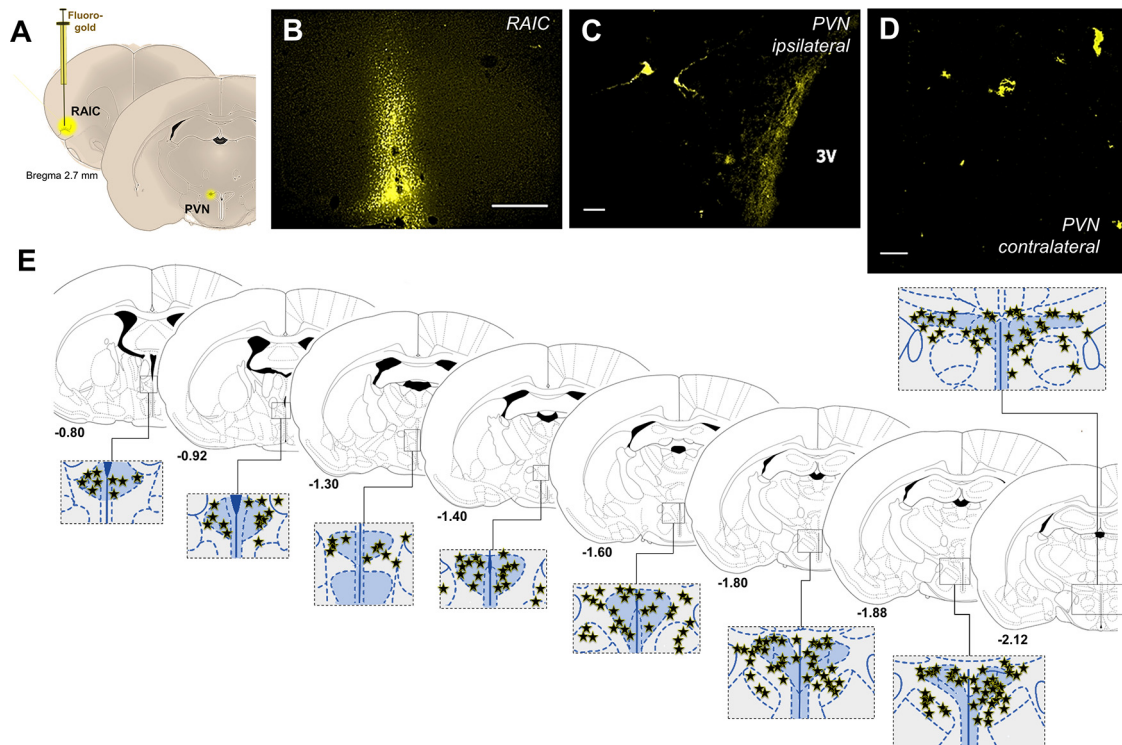 A
Fluoro-
gold
RAIC
Bregma 2.7 mm
PVN
B
RAIC
C
PVN
ipsilateral
3V
D
PVN
contralateral
E
-0.80
-0.92
-1.30
-1.40
-1.60
-1.80
-1.88
-2.12